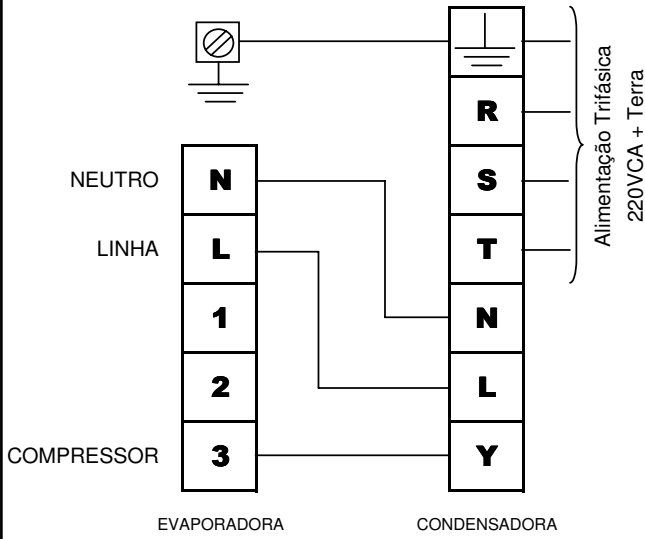 R
NEUTRO N S
LINHA L T
1 N
2 L
COMPRESSOR 3 Y
EVAPORADORA CONDENSADORA
Alimentação Trifásica
220VCA + Terra